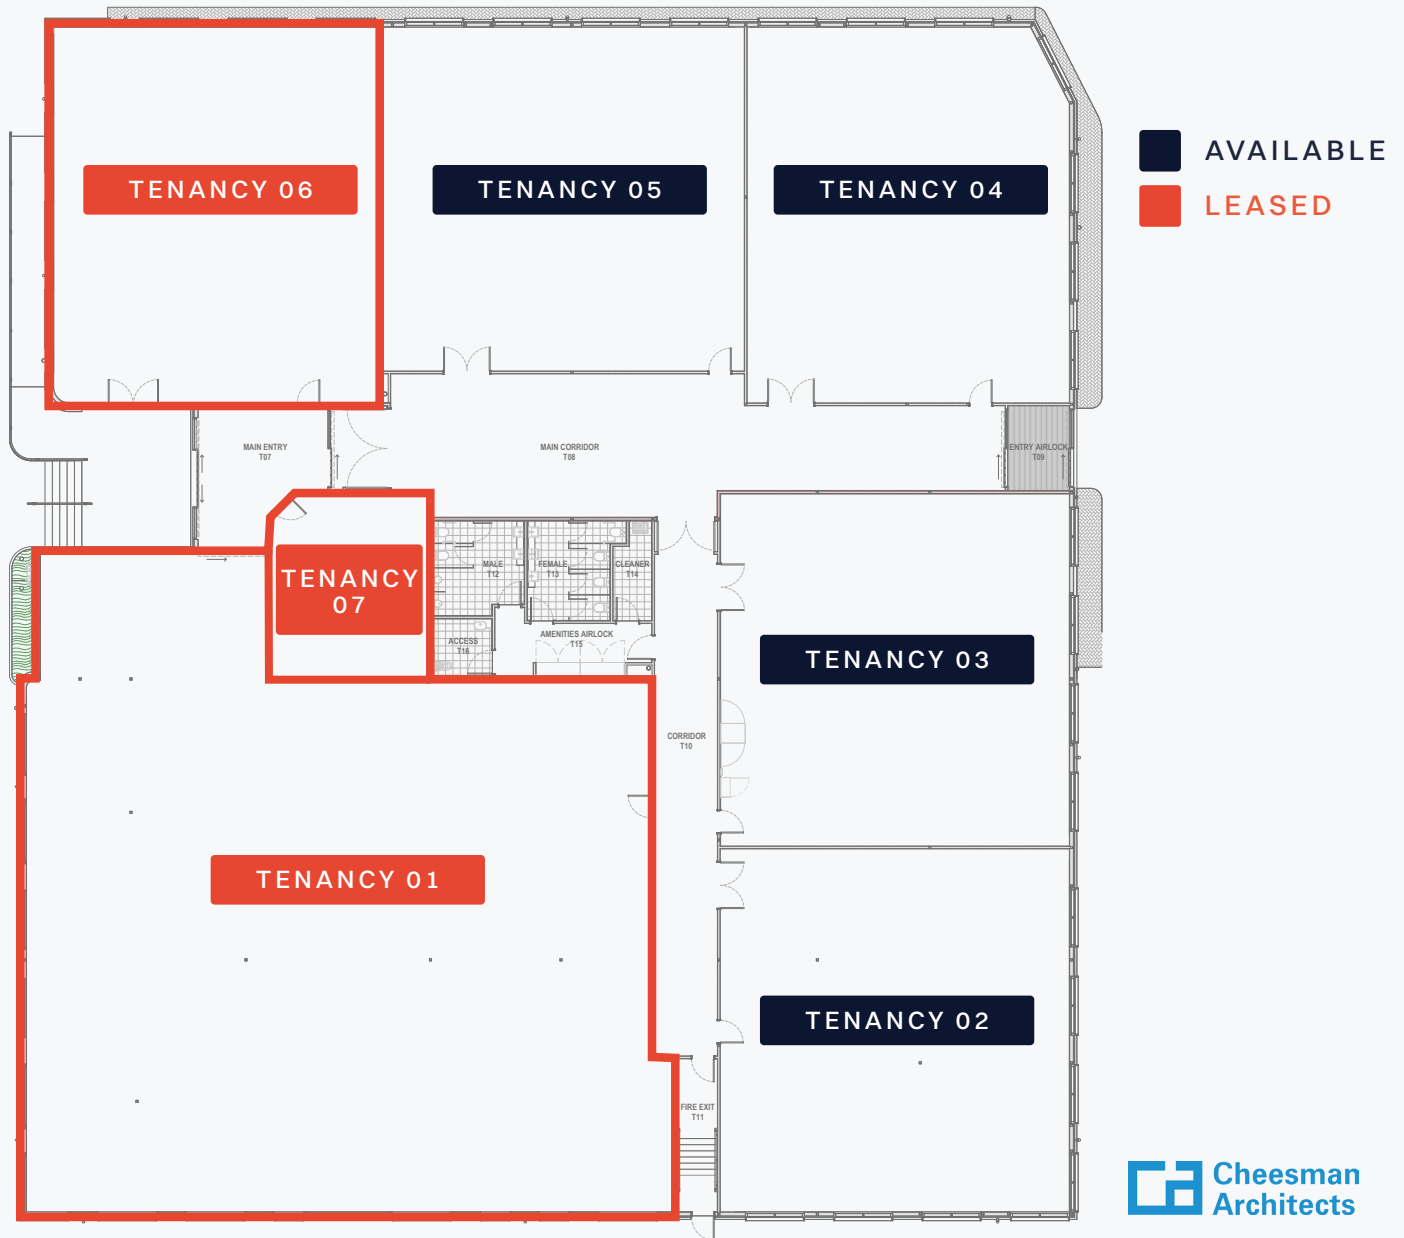 TENANCY 06
TENANCY 05
TENANCY 04
AVAILABLE
LEASED
MAIN ENTRY
T07
MAIN CORRIDOR
T08
ENTRY AIRLOCK
T09
TENANCY
07
MALE
T12
FEMALE
T13
CLEANER
T14
ACCESS
T16
AMENITIES AIRLOCK
T15
TENANCY 03
CORRIDOR
T10
TENANCY 01
TENANCY 02
FIRE EXIT
T11
Cheesman
Architects